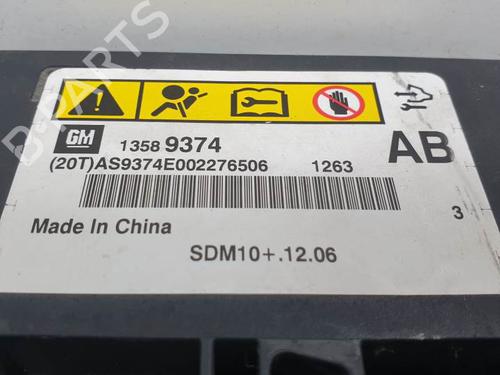 GM 1358 9374 AB
(20T)AS9374E002276506 1263
3
Made In China
SDM10+.12.06
D-PARTS